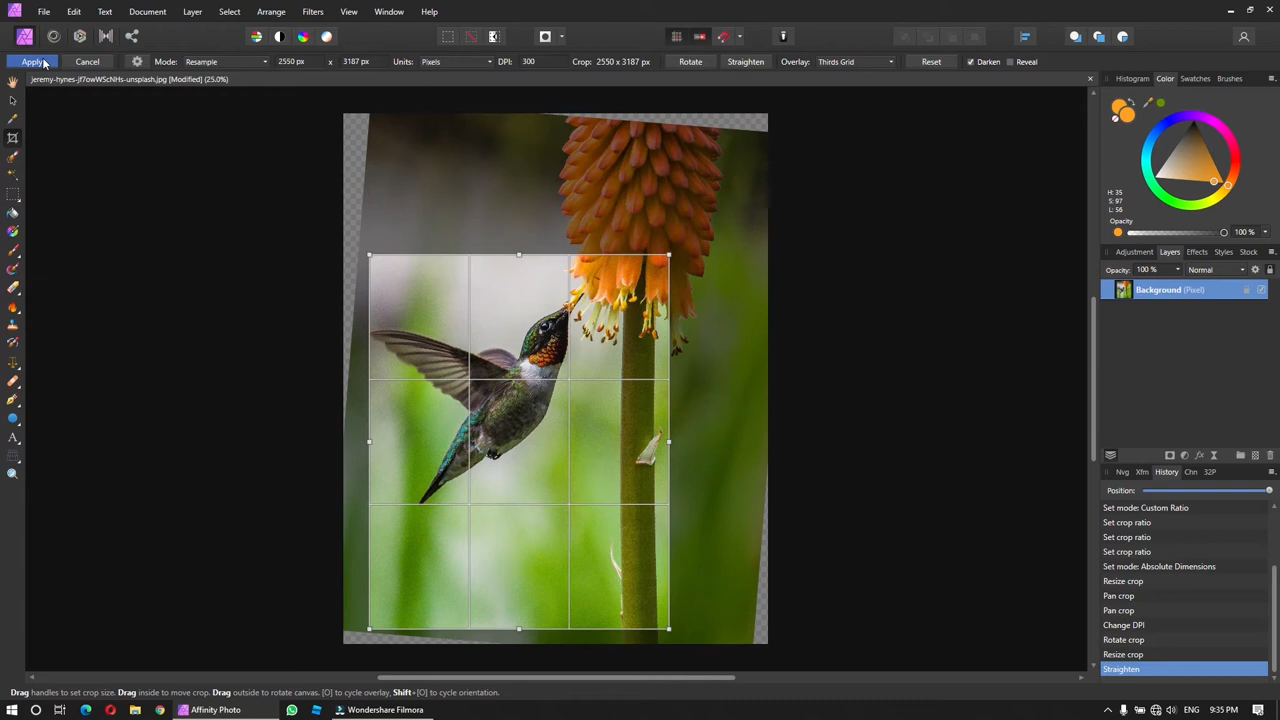 File Edit Text Document Layer Select Arrange Filters View Window Help
Apply Cancel Mode: Resample 2550 px x 3187 px Units: Pixels DPI: 300 Crop: 2550 x 3187 px Rotate Straighten Overlay: Thirds Grid Reset Darken Reveal
jeremy-hynes-jf7owWScNHs-unsplash.jpg [Modified] (25.0%)
Histogram Color Swatches Brushes
H: 35
S: 97
L: 56
Opacity
100 %
Adjustment Layers Effects Styles Stock
Opacity: 100 % Normal
Background (Pixel)
Nvg Xfm History Chn 32P
Position:
Set mode: Custom Ratio
Set crop ratio
Set crop ratio
Set crop ratio
Set mode: Absolute Dimensions
Resize crop
Pan crop
Pan crop
Change DPI
Rotate crop
Resize crop
Straighten
Drag handles to set crop size. Drag inside to move crop. Drag outside to rotate canvas. [O] to cycle overlay, Shift+[O] to cycle orientation.
Affinity Photo Wondershare Filmora ENG 9:35 PM